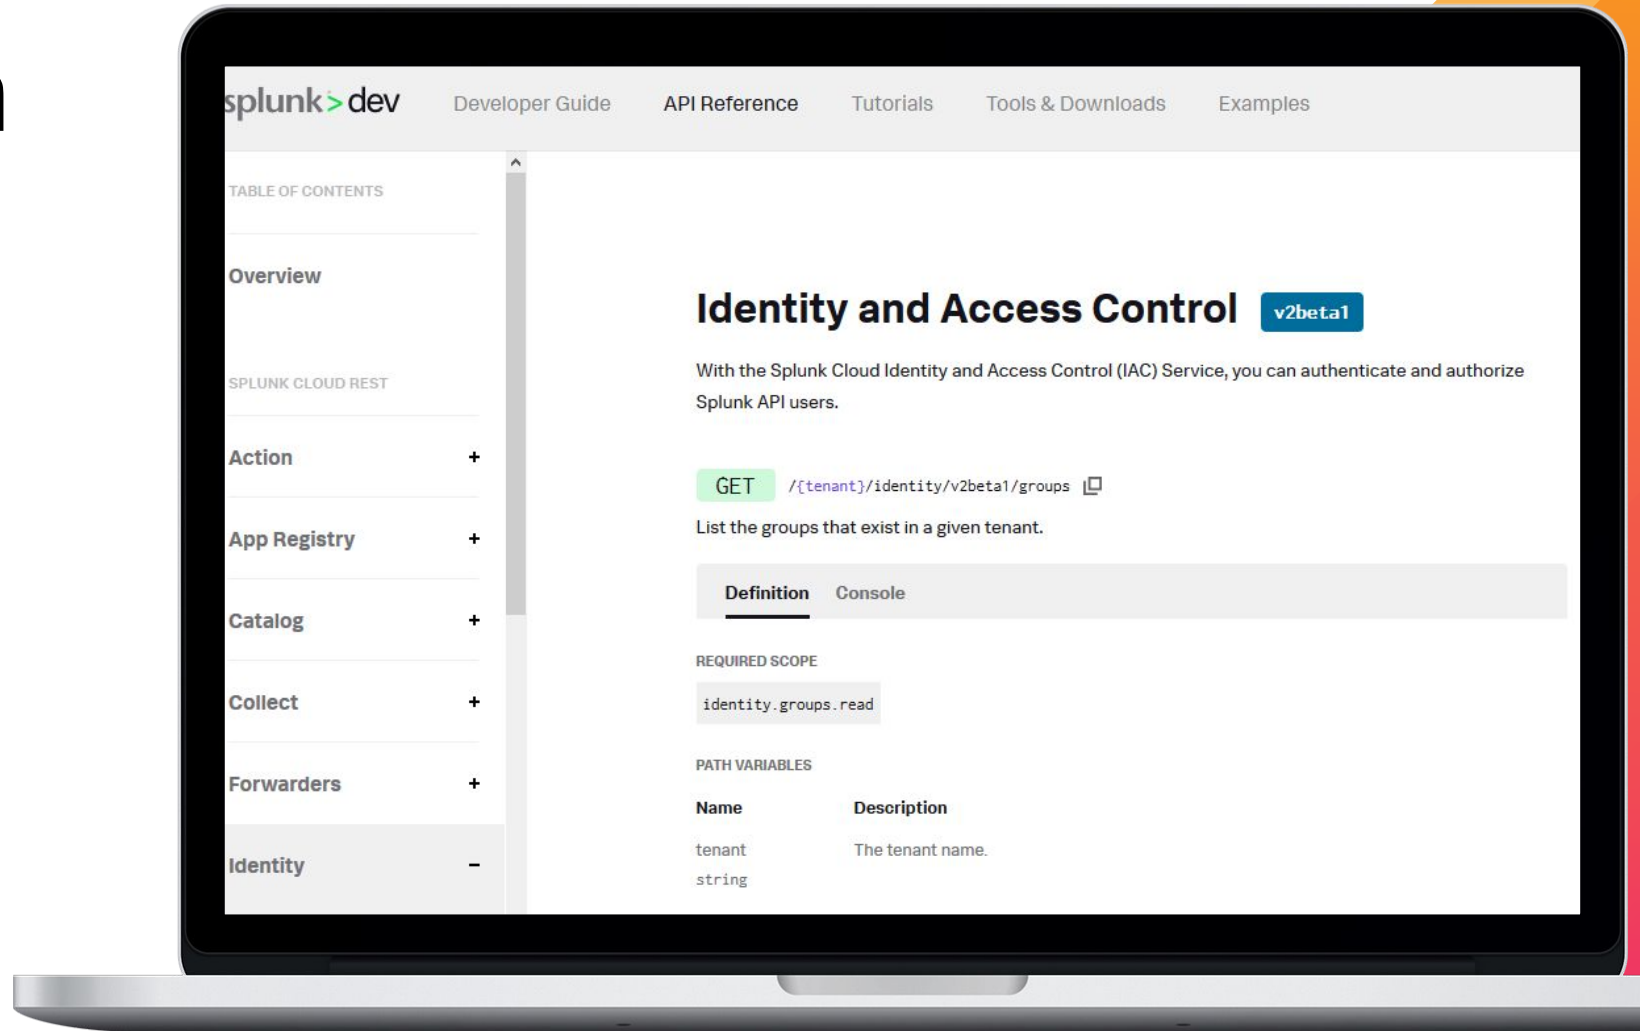 splunk>dev Developer Guide API Reference Tutorials Tools & Downloads Examples
TABLE OF CONTENTS
Overview
SPLUNK CLOUD REST
Action +
App Registry +
Catalog +
Collect +
Forwarders +
Identity -
Identity and Access Control v2beta1
With the Splunk Cloud Identity and Access Control (IAC) Service, you can authenticate and authorize
Splunk API users.
GET /{tenant}/identity/v2beta1/groups
List the groups that exist in a given tenant.
Definition Console
REQUIRED SCOPE
identity.groups.read
PATH VARIABLES
Name Description
tenant The tenant name.
string